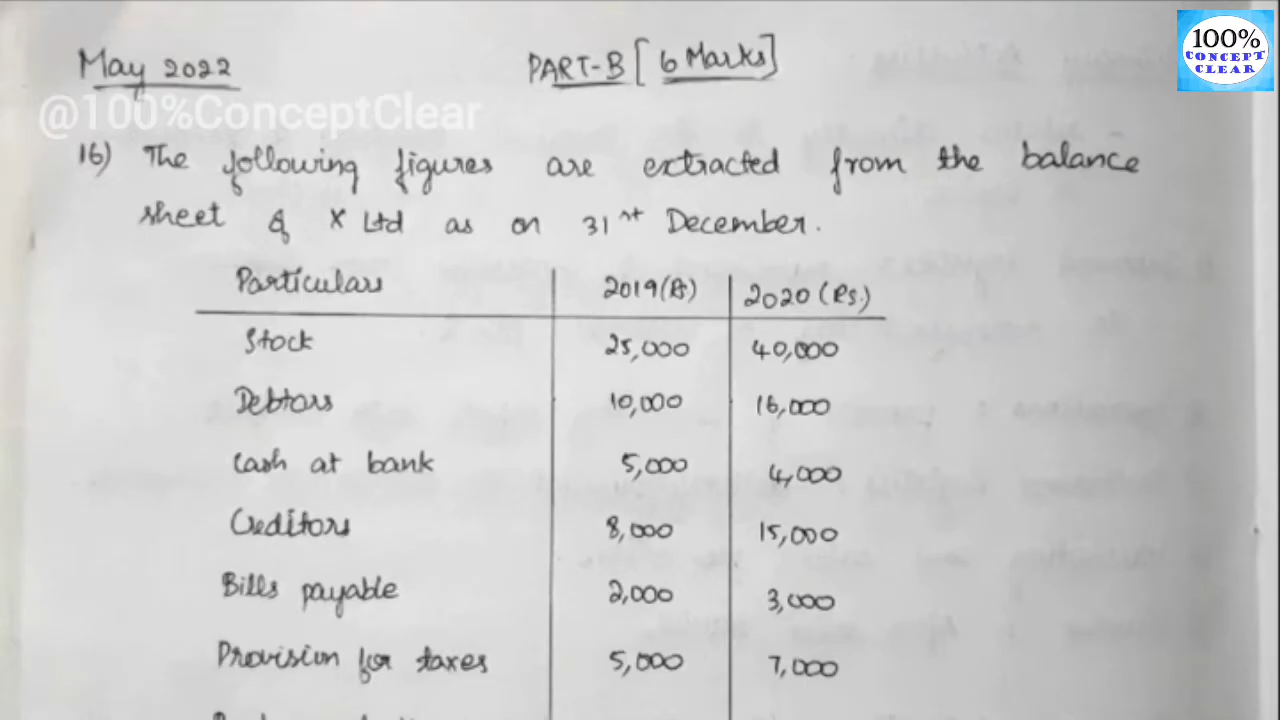 May 2022 PART-B [6 Marks]
100%
CONCEPT
CLEAR
@100%ConceptClear
16) The following figures are extracted from the balance
sheet of X Ltd as on 31st December.
Particulars 2019(Rs) 2020 (Rs.)
Stock 25,000 40,000
Debtors 10,000 16,000
Cash at bank 5,000 4,000
Creditors 8,000 15,000
Bills payable 2,000 3,000
Provision for taxes 5,000 7,000